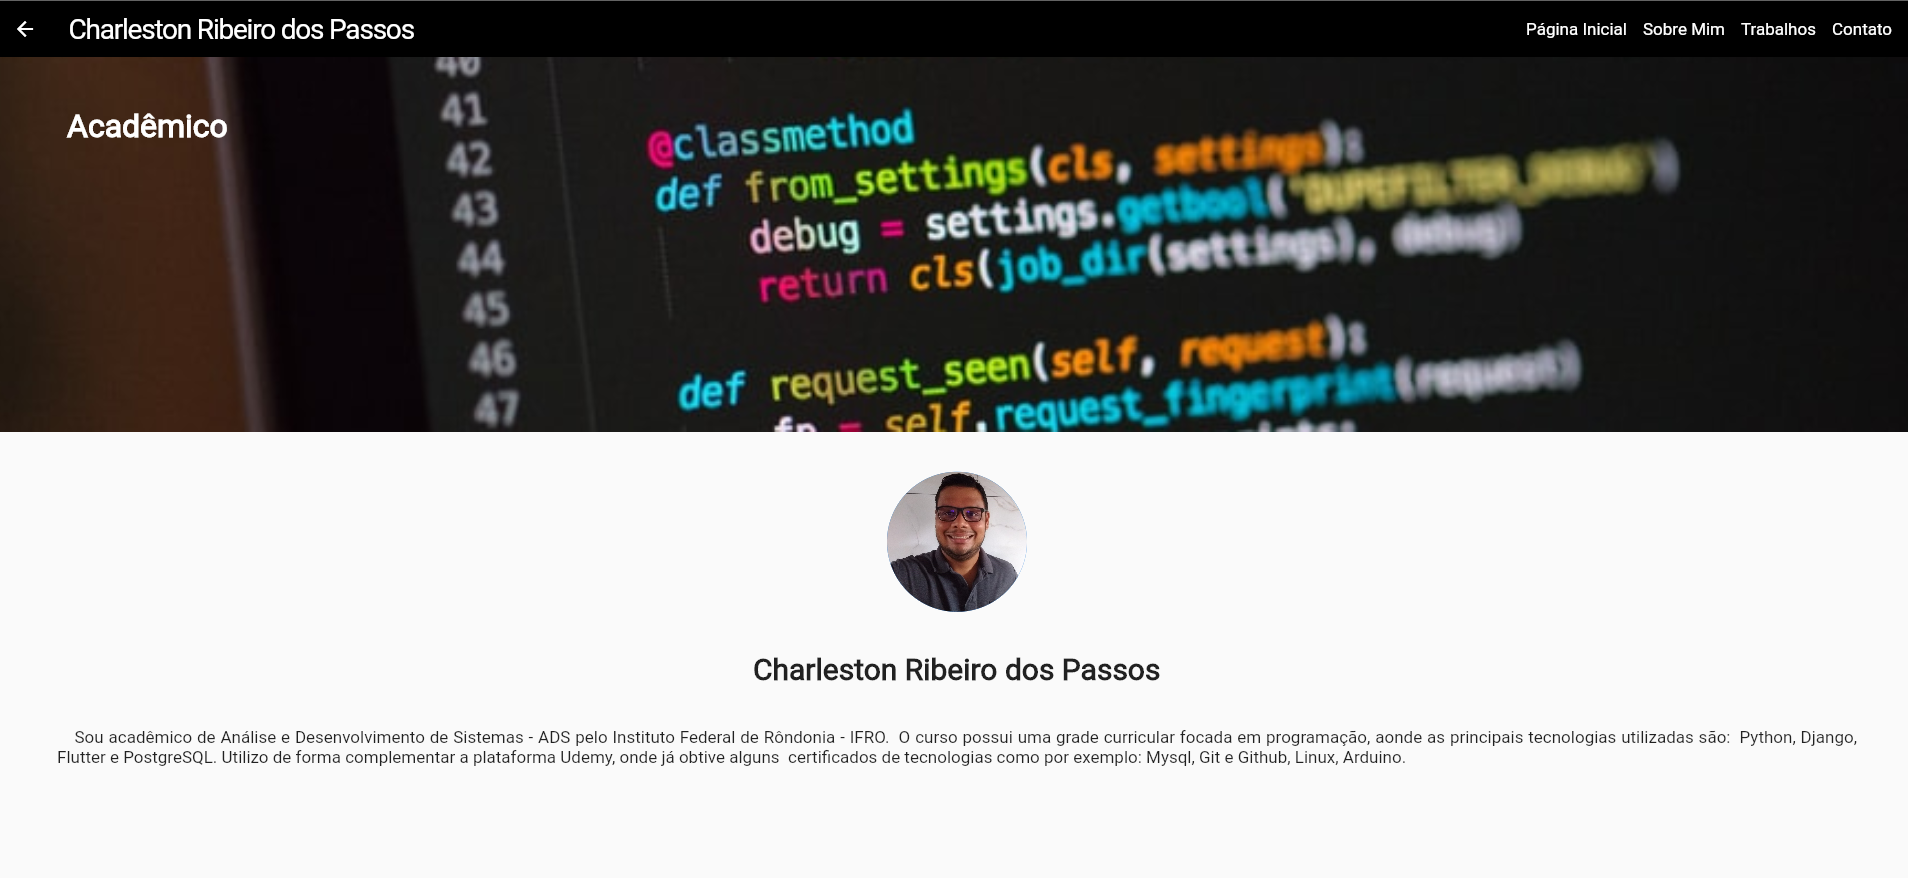 Charleston Ribeiro dos Passos
Página Inicial Sobre Mim Trabalhos Contato
Acadêmico
40
41
42 @classmethod
43 def from_settings(cls, settings):
44 debug = settings.getbool('DUPEFILTER_DEBUG')
45 return cls(job_dir(settings), debug)
46
47 def request_seen(self, request):
fp = self.request_fingerprint(request)
Charleston Ribeiro dos Passos
Sou acadêmico de Análise e Desenvolvimento de Sistemas - ADS pelo Instituto Federal de Rôndonia - IFRO. O curso possui uma grade curricular focada em programação, aonde as principais tecnologias utilizadas são: Python, Django,
Flutter e PostgreSQL. Utilizo de forma complementar a plataforma Udemy, onde já obtive alguns certificados de tecnologias como por exemplo: Mysql, Git e Github, Linux, Arduino.